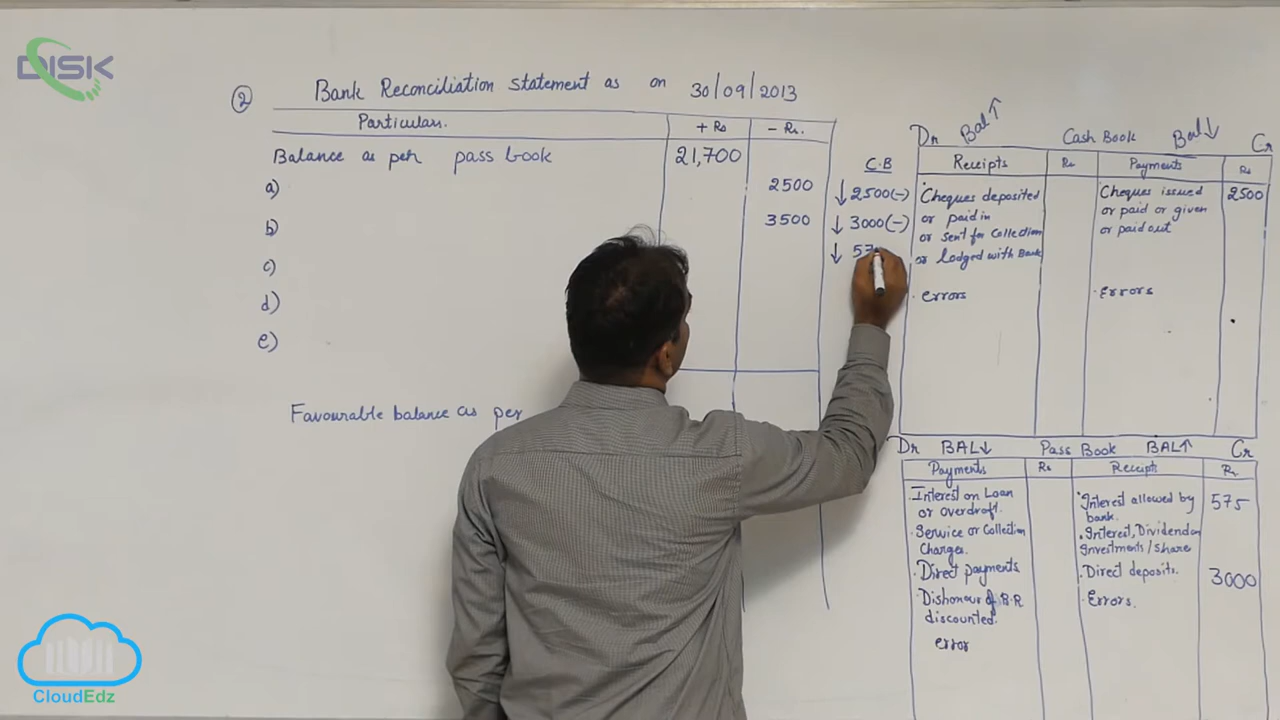 DISK
② Bank Reconciliation Statement as on 30/09/2013
Particulars. + Rs - Rs.
Balance as per pass book 21,700
a) 2500
b) 3500
c)
d)
e)
Favourable balance as per
C.B
↓ 2500(-)
↓ 3000(-)
↓ 57
Dr Bal↑ Cash Book Bal↓ Cr
Receipts Rs Payments Rs
Cheques deposited
or paid in
or sent for Collection
or lodged with Bank
. errors
Cheques issued 2500
or paid or given
or paid out
. errors
Dr BAL↓ Pass Book BAL↑ Cr
Payments Rs Receipts R.
. Interest on Loan
or overdraft.
. Service or Collection
Charges.
. Direct payments
. Dishonour of B.R
discounted.
error
. Interest allowed by 575
bank.
. Interest, Dividend on
Investments/share
. Direct deposits. 3000
. Errors.
CloudEdz